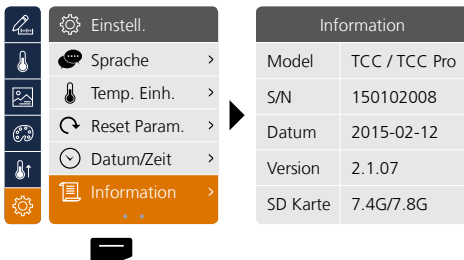 Einstell.
Sprache
Temp. Einh.
Reset Param.
Datum/Zeit
Information
Information
Model TCC / TCC Pro
S/N 150102008
Datum 2015-02-12
Version 2.1.07
SD Karte 7.4G/7.8G